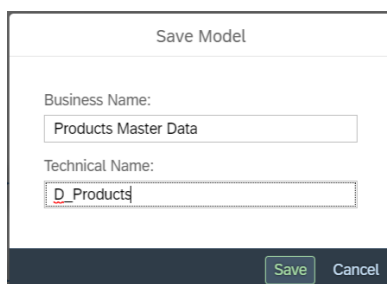 Save Model
Business Name:
Products Master Data
Technical Name:
D_Products
Save Cancel